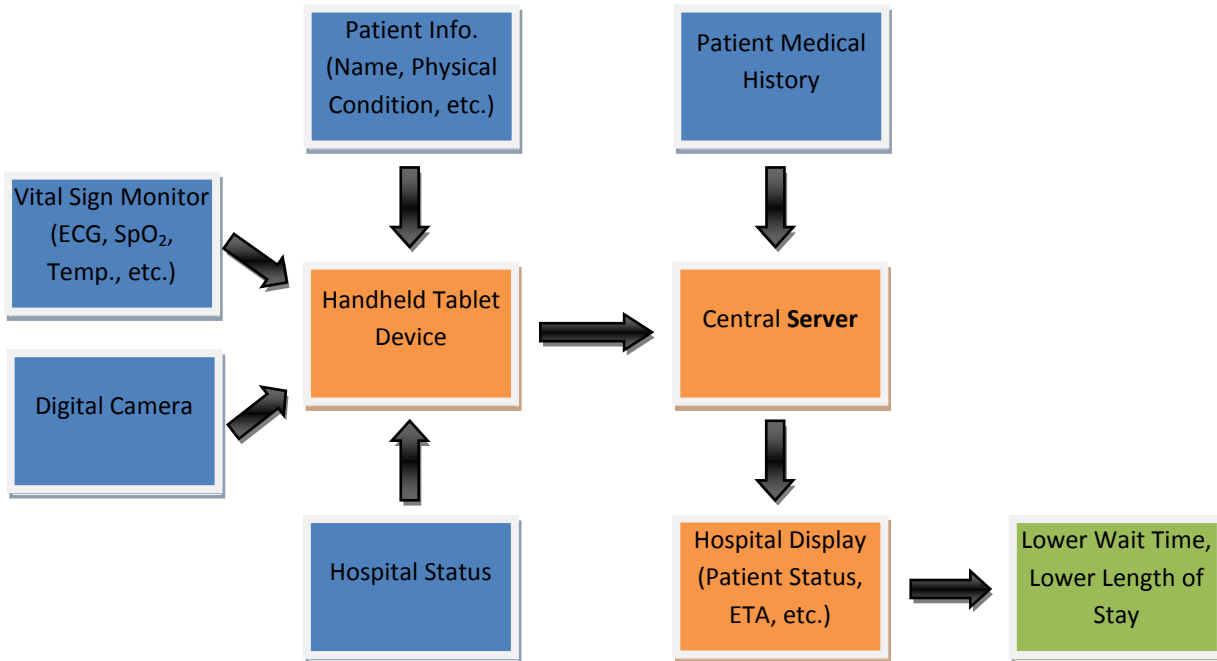 Patient Info.
(Name, Physical
Condition, etc.)
Patient Medical
History
Vital Sign Monitor
(ECG, SpO₂,
Temp., etc.)
Handheld Tablet
Device
Central Server
Digital Camera
Hospital Status
Hospital Display
(Patient Status,
ETA, etc.)
Lower Wait Time,
Lower Length of
Stay